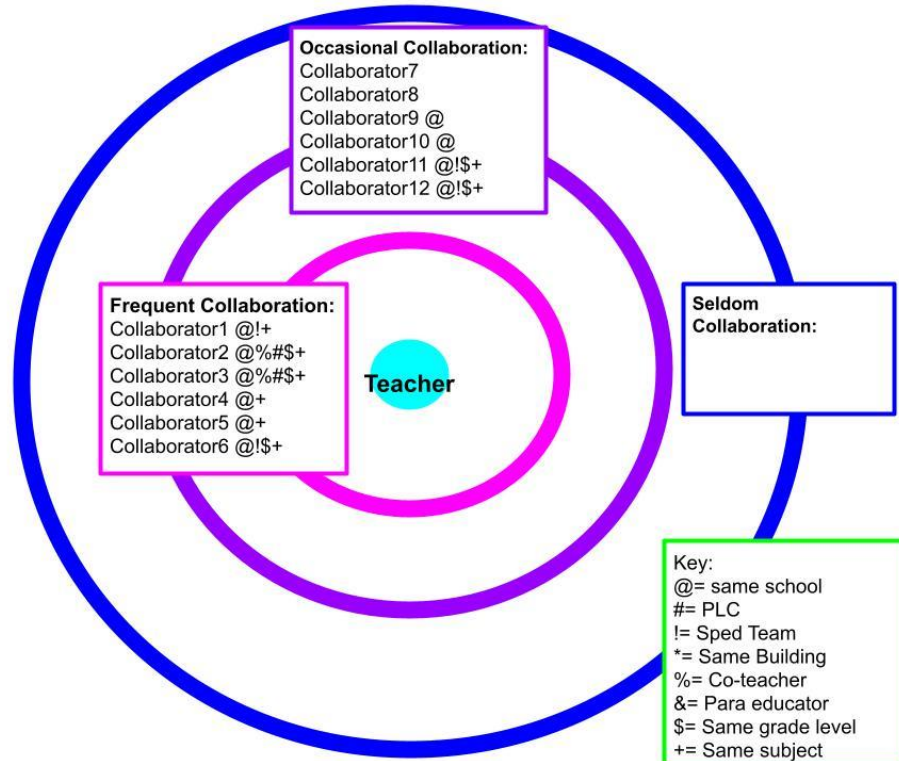 Occasional Collaboration:
Collaborator7
Collaborator8
Collaborator9 @
Collaborator10 @
Collaborator11 @!$+
Collaborator12 @!$+
Frequent Collaboration:
Collaborator1 @!+
Collaborator2 @%#$+
Collaborator3 @%#$+
Collaborator4 @+
Collaborator5 @+
Collaborator6 @!$+
Teacher
Seldom
Collaboration:
Key:
@= same school
#= PLC
!= Sped Team
*= Same Building
%= Co-teacher
&= Para educator
$= Same grade level
+= Same subject